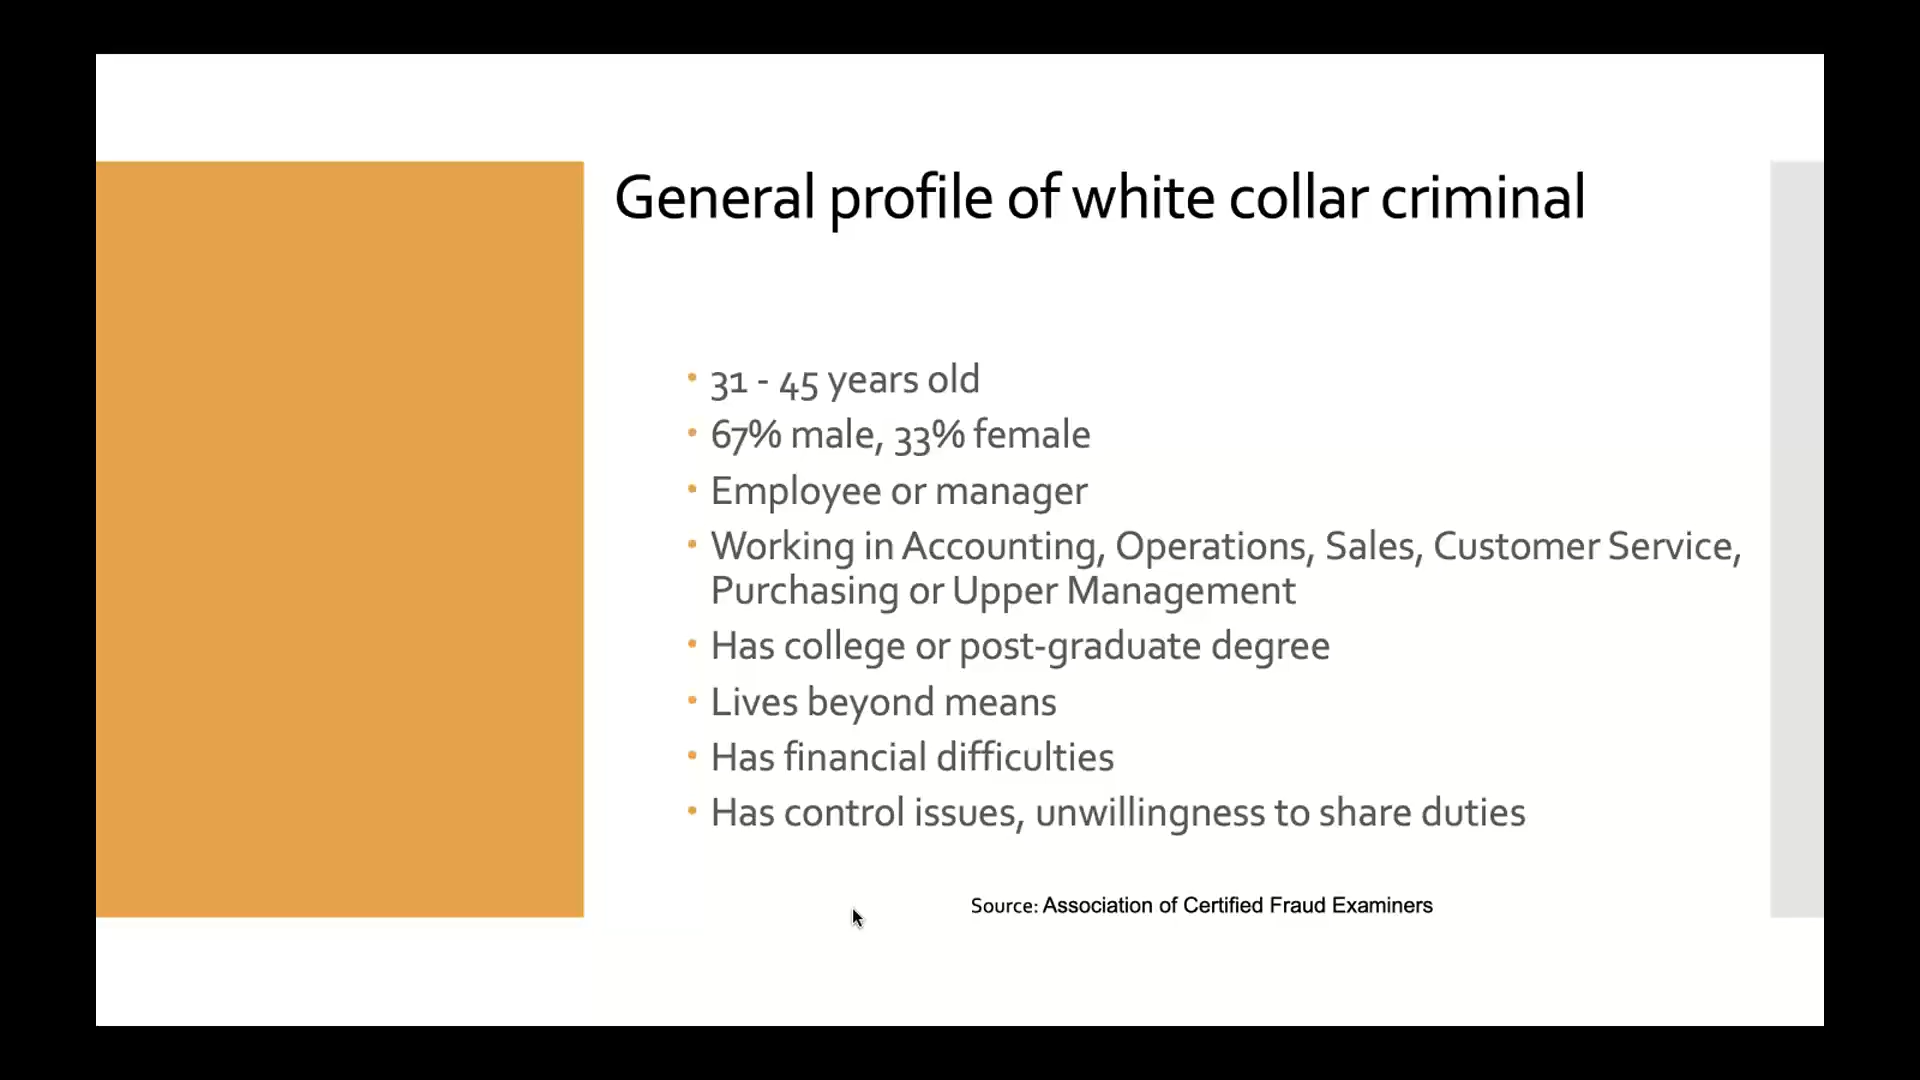 General profile of white collar criminal
• 31 - 45 years old
• 67% male, 33% female
• Employee or manager
• Working in Accounting, Operations, Sales, Customer Service,
Purchasing or Upper Management
• Has college or post-graduate degree
• Lives beyond means
• Has financial difficulties
• Has control issues, unwillingness to share duties
Source: Association of Certified Fraud Examiners